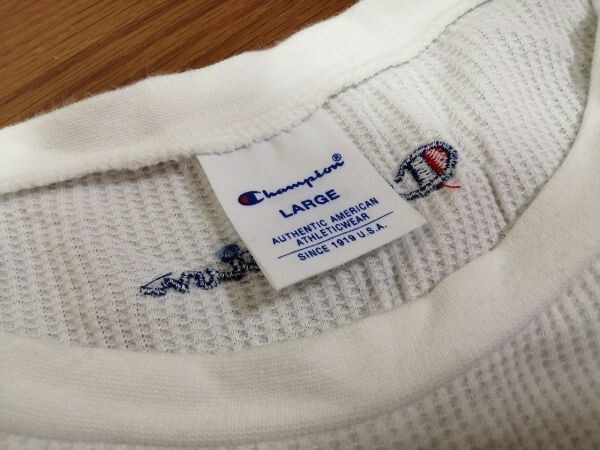 Champion®
LARGE
AUTHENTIC AMERICAN
ATHLETICWEAR
SINCE 1919 U.S.A.